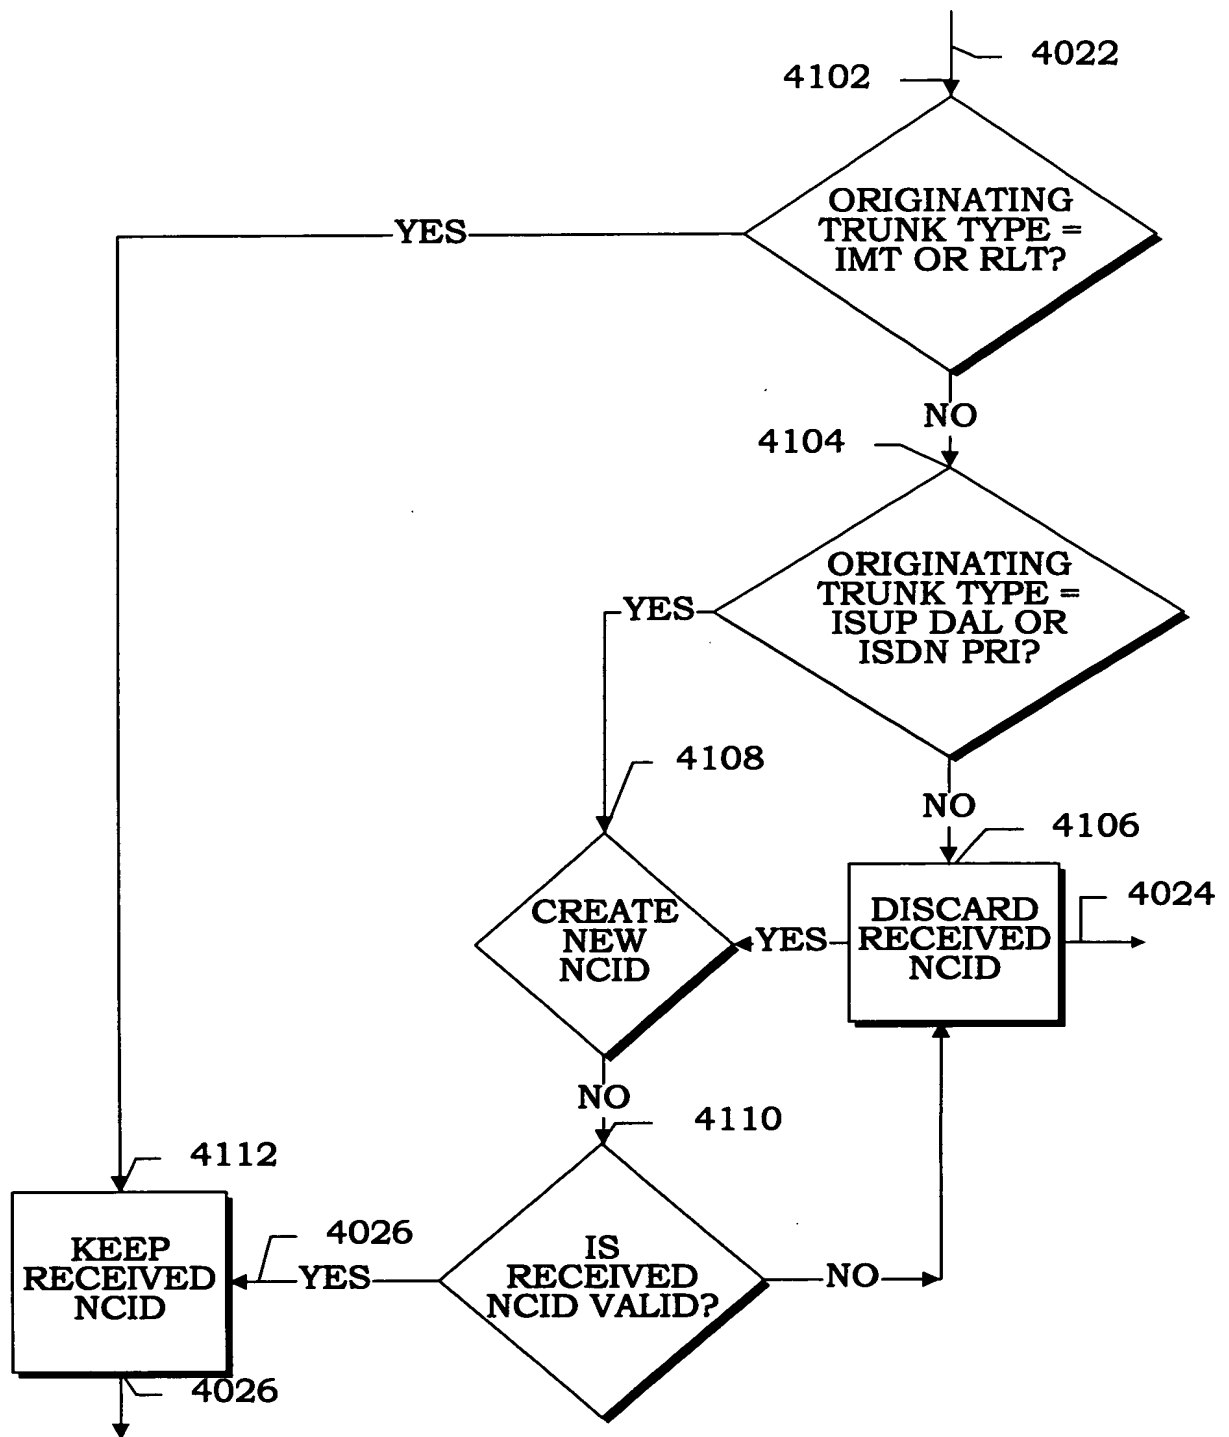 4022
4102
ORIGINATING
TRUNK TYPE =
IMT OR RLT?
YES
NO
4104
ORIGINATING
TRUNK TYPE =
ISUP DAL OR
ISDN PRI?
YES
4108
NO
4106
CREATE
NEW
NCID
YES
DISCARD
RECEIVED
NCID
4024
NO
4110
4112
KEEP
RECEIVED
NCID
4026
YES
IS
RECEIVED
NCID VALID?
NO
4026